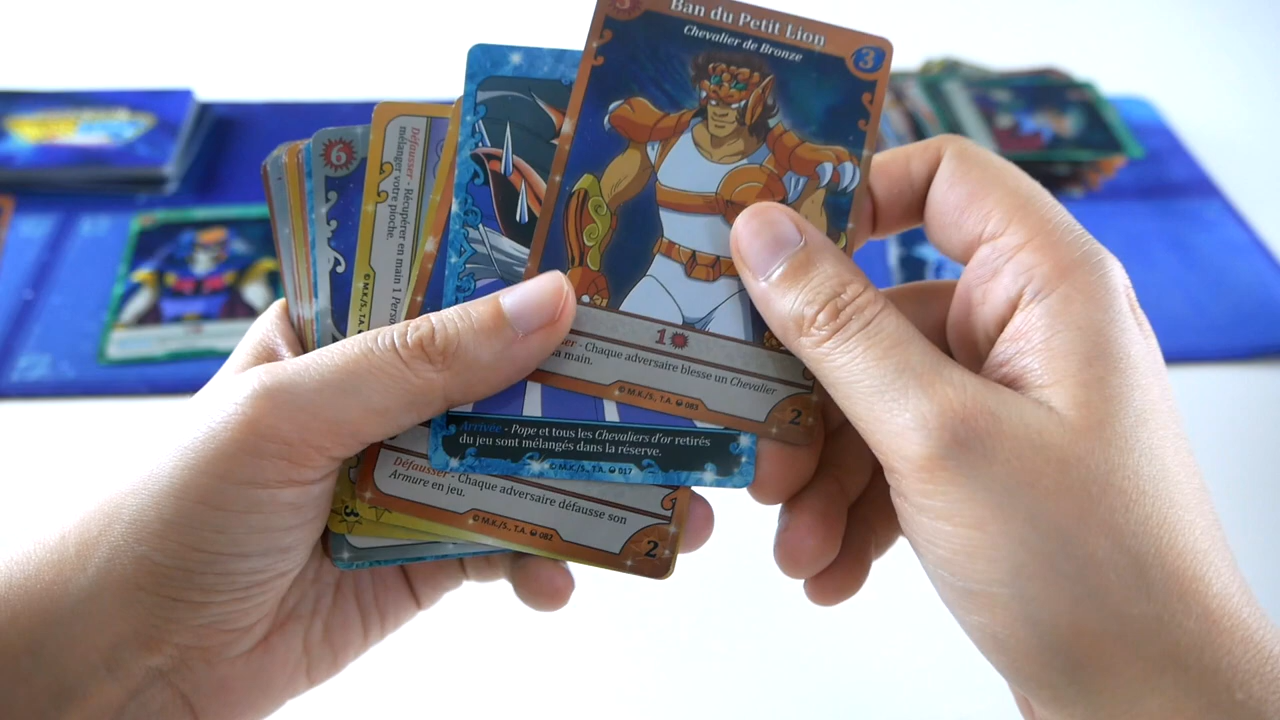 3
Ban du Petit Lion
Chevalier de Bronze
3
1
- Chaque adversaire blesse un Chevalier
main.
© M.K./S., T.A. 083
2
Arrivée - Pope et tous les Chevaliers d'or retirés
du jeu sont mélangés dans la réserve.
© M.K./S., T.A. 017
Défausser - Chaque adversaire défausse son
Armure en jeu.
© M.K./S., T.A. 082
2
6
Défausser - Récupérer en main 1
mélanger votre pioche.
© M.K./S., T.A.
3